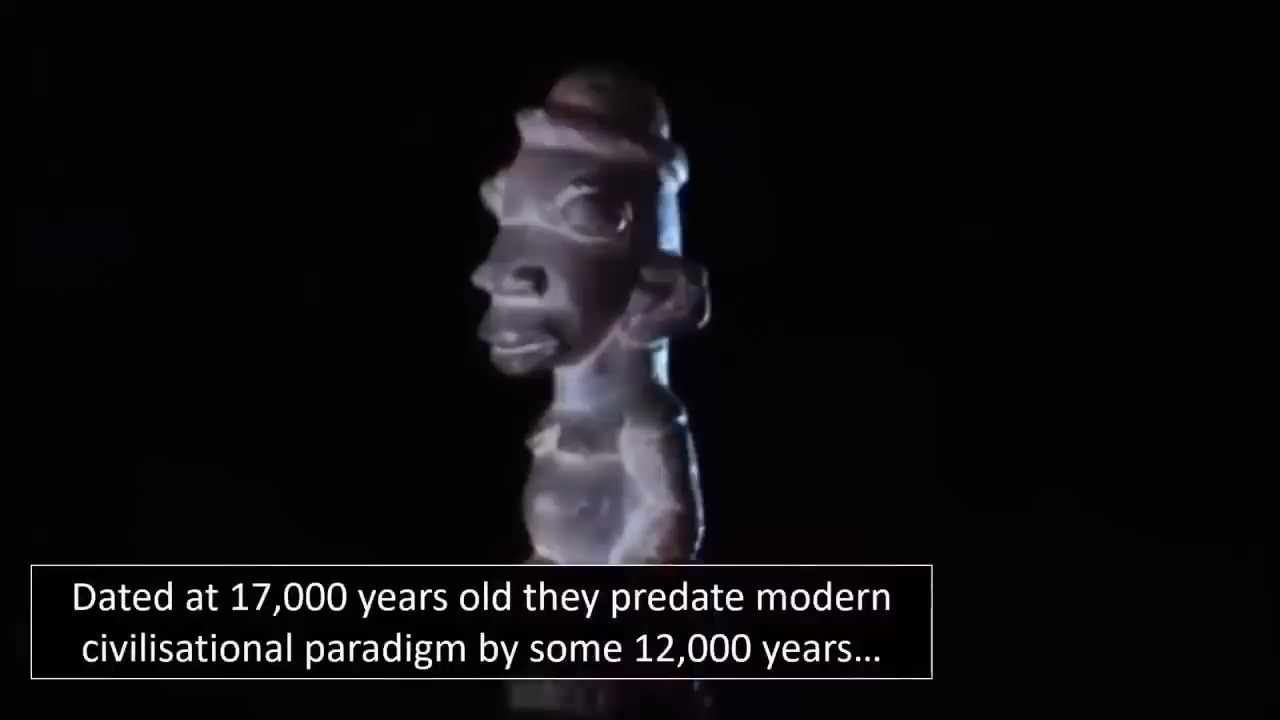 Dated at 17,000 years old they predate modern
civilisational paradigm by some 12,000 years…